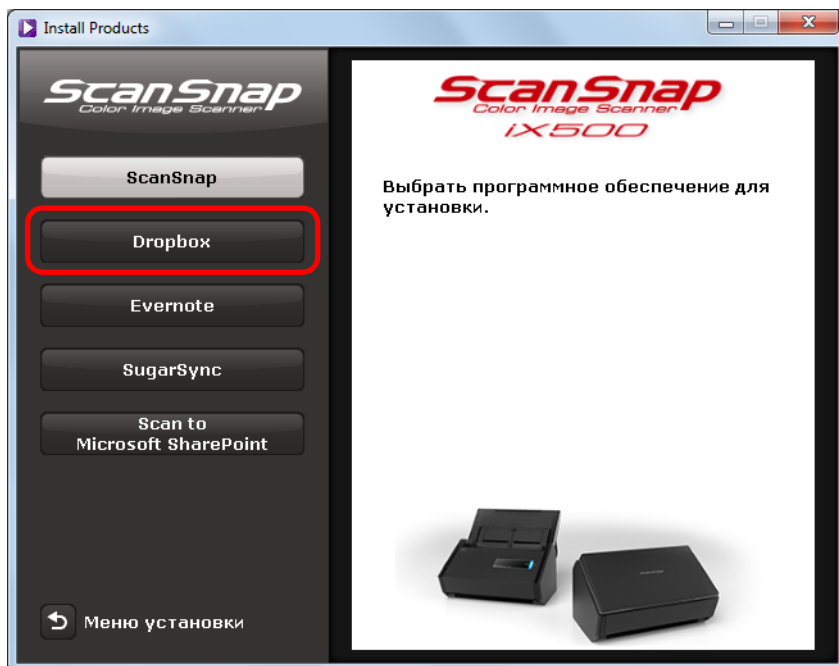 Install Products
ScanSnap
Color Image Scanner
ScanSnap
Dropbox
Evernote
SugarSync
Scan to
Microsoft SharePoint
Меню установки
ScanSnap
Color Image Scanner
iX500
Выбрать программное обеспечение для
установки.